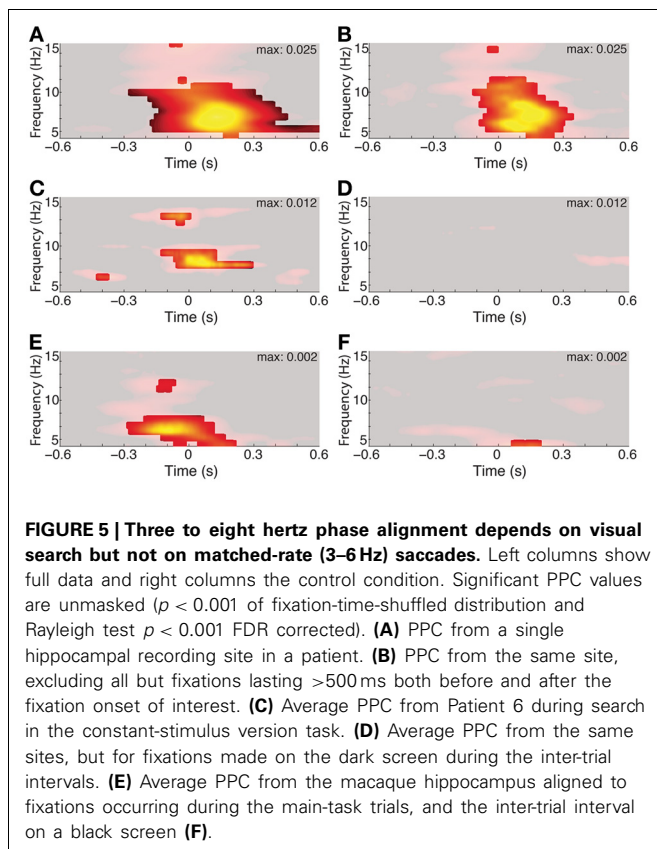 A
B
15
max: 0.025
15
max: 0.025
Frequency (Hz)
10
Frequency (Hz)
10
5
5
-0.6 -0.3 0 0.3 0.6
-0.6 -0.3 0 0.3 0.6
Time (s)
Time (s)
C
D
15
max: 0.012
15
max: 0.012
Frequency (Hz)
10
Frequency (Hz)
10
5
5
-0.6 -0.3 0 0.3 0.6
-0.6 -0.3 0 0.3 0.6
Time (s)
Time (s)
E
F
15
max: 0.002
15
max: 0.002
Frequency (Hz)
10
Frequency (Hz)
10
5
5
-0.6 -0.3 0 0.3 0.6
-0.6 -0.3 0 0.3 0.6
Time (s)
Time (s)
FIGURE 5 | Three to eight hertz phase alignment depends on visual
search but not on matched-rate (3–6 Hz) saccades. Left columns show
full data and right columns the control condition. Significant PPC values
are unmasked (p < 0.001 of fixation-time-shuffled distribution and
Rayleigh test p < 0.001 FDR corrected). (A) PPC from a single
hippocampal recording site in a patient. (B) PPC from the same site,
excluding all but fixations lasting >500 ms both before and after the
fixation onset of interest. (C) Average PPC from Patient 6 during search
in the constant-stimulus version task. (D) Average PPC from the same
sites, but for fixations made on the dark screen during the inter-trial
intervals. (E) Average PPC from the macaque hippocampus aligned to
fixations occurring during the main-task trials, and the inter-trial interval
on a black screen (F).